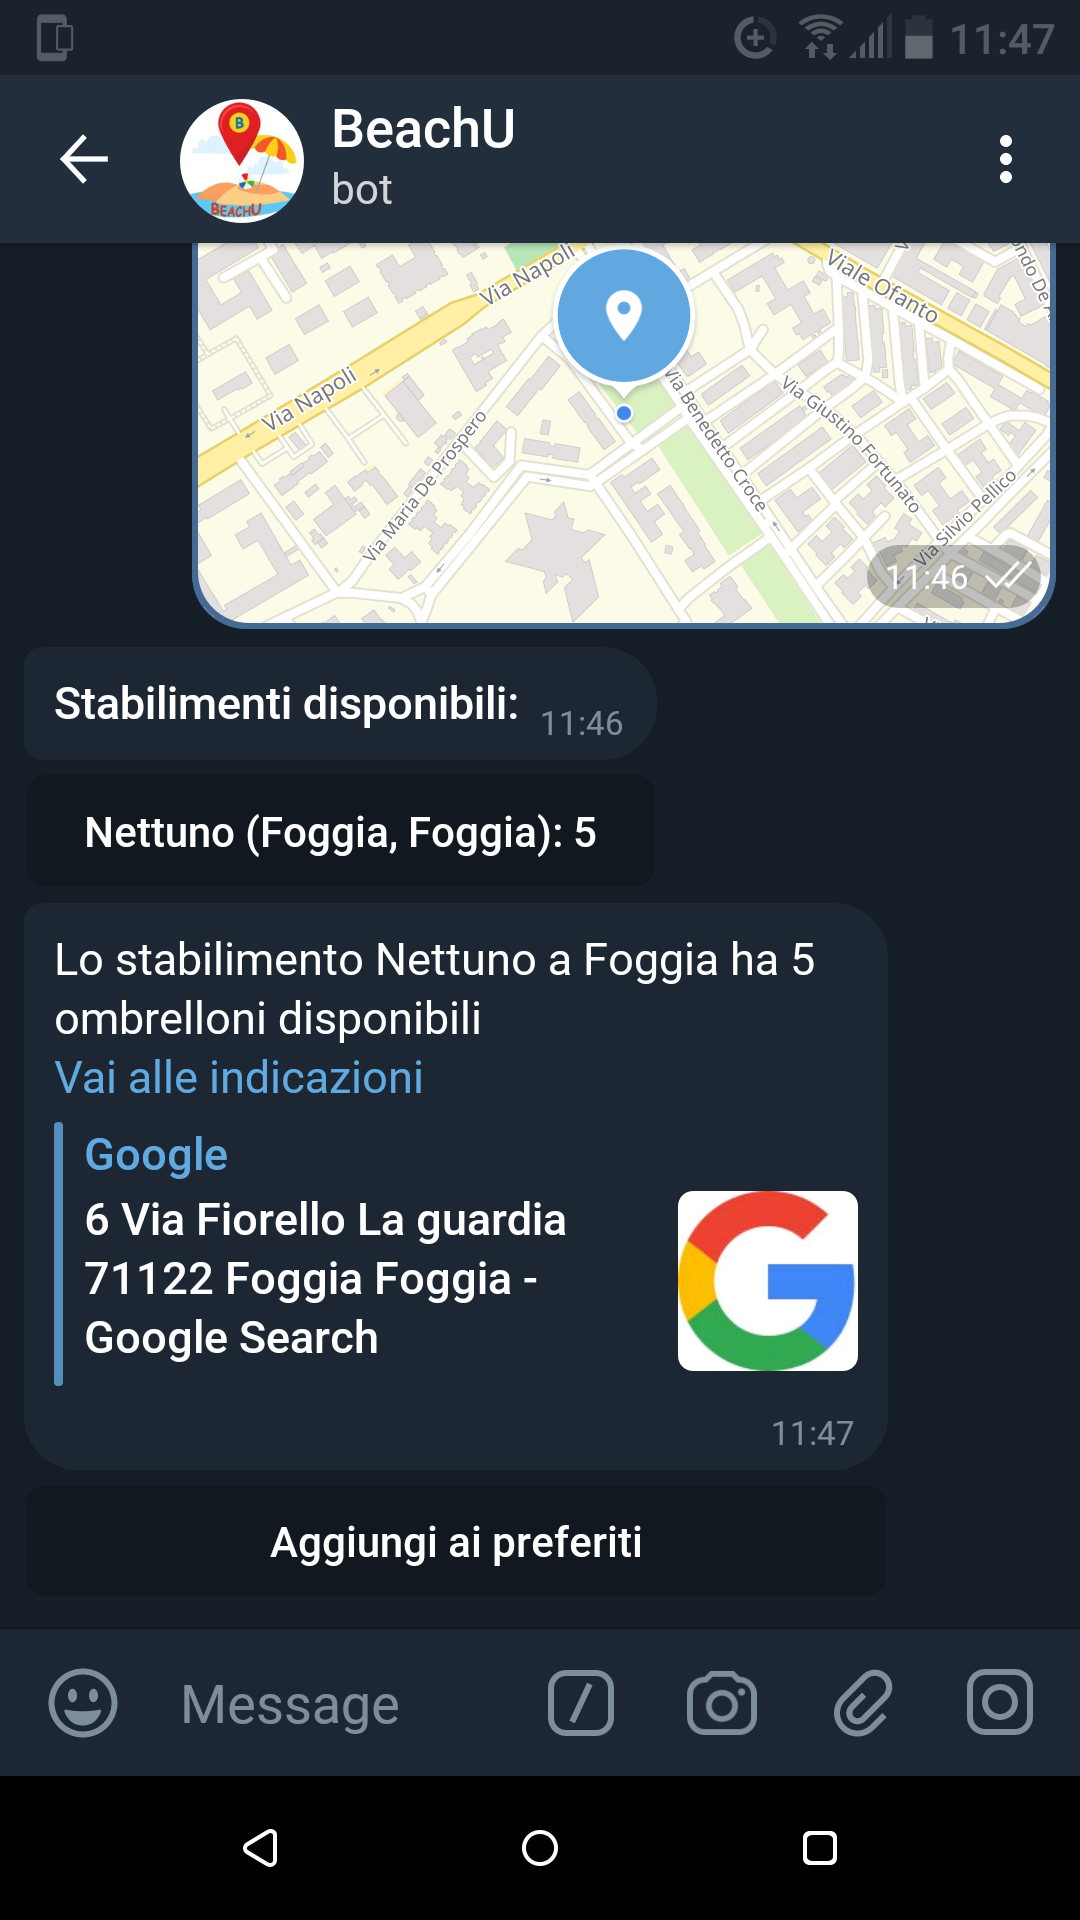 11:47
BeachU
bot
B
BEACHU
Via Napoli
Viale Ofanto
Via Napoli
Via Benedetto Croce
Via Giustino Fortunato
Via Maria De Prospero
Via Silvio Pellico
11:46
Stabilimenti disponibili:
11:46
Nettuno (Foggia, Foggia): 5
Lo stabilimento Nettuno a Foggia ha 5
ombrelloni disponibili
Vai alle indicazioni
Google
6 Via Fiorello La guardia
71122 Foggia Foggia -
Google Search
11:47
Aggiungi ai preferiti
Message